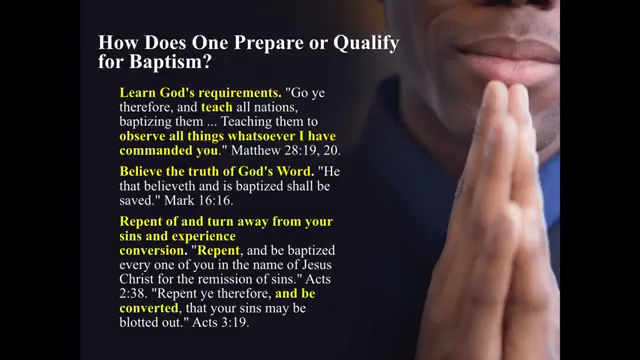 How Does One Prepare or Qualify
for Baptism?
Learn God's requirements. "Go ye
therefore, and teach all nations,
baptizing them ... Teaching them to
observe all things whatsoever I have
commanded you." Matthew 28:19, 20.
Believe the truth of God's Word. "He
that believeth and is baptized shall be
saved." Mark 16:16.
Repent of and turn away from your
sins and experience
conversion. "Repent, and be baptized
every one of you in the name of Jesus
Christ for the remission of sins." Acts
2:38. "Repent ye therefore, and be
converted, that your sins may be
blotted out." Acts 3:19.